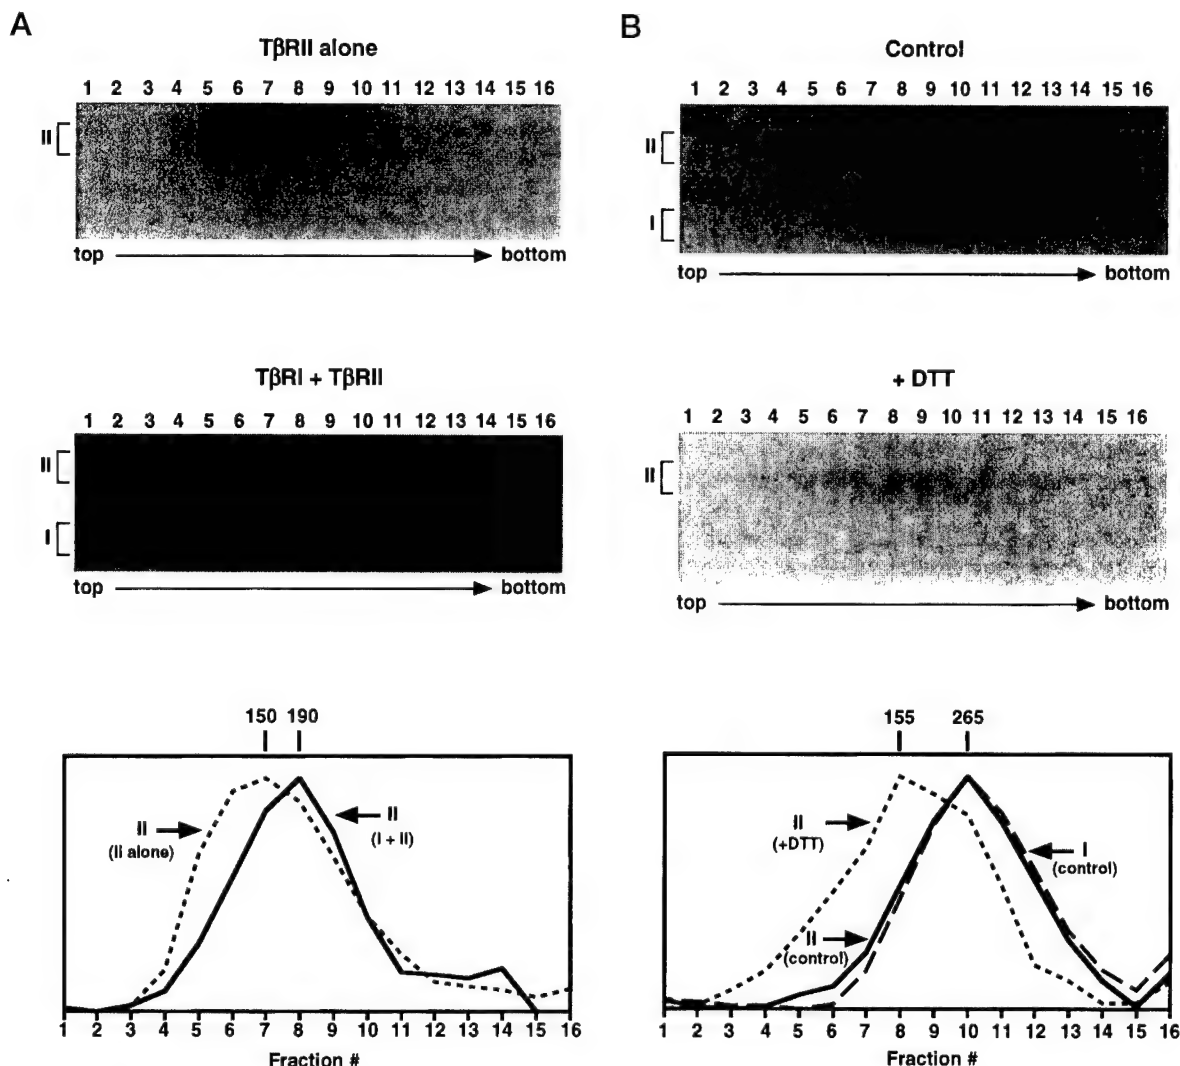 A
TβRII alone
1 2 3 4 5 6 7 8 9 10 11 12 13 14 15 16
II
top
bottom
TβRI + TβRII
1 2 3 4 5 6 7 8 9 10 11 12 13 14 15 16
II
I
top
bottom
150 190
II
(II alone)
II
(I + II)
1 2 3 4 5 6 7 8 9 10 11 12 13 14 15 16
Fraction #
B
Control
1 2 3 4 5 6 7 8 9 10 11 12 13 14 15 16
II
I
top
bottom
+ DTT
1 2 3 4 5 6 7 8 9 10 11 12 13 14 15 16
II
top
bottom
155 265
II
(+DTT)
I
(control)
II
(control)
1 2 3 4 5 6 7 8 9 10 11 12 13 14 15 16
Fraction #